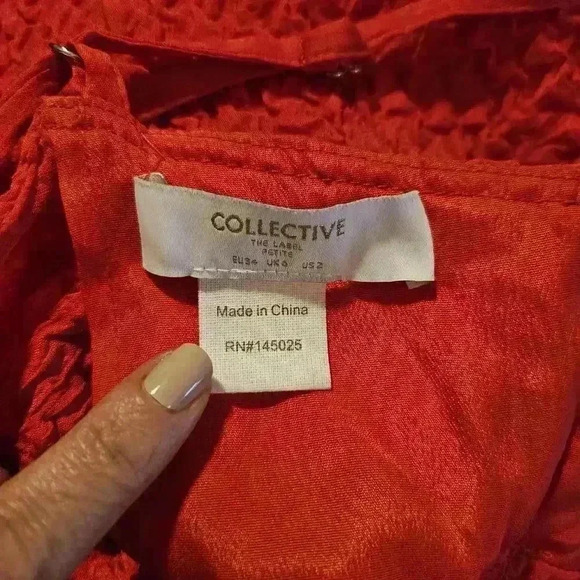 COLLECTIVE
THE LABEL
PETITE
EU34 UK6 US2
Made in China
RN#145025